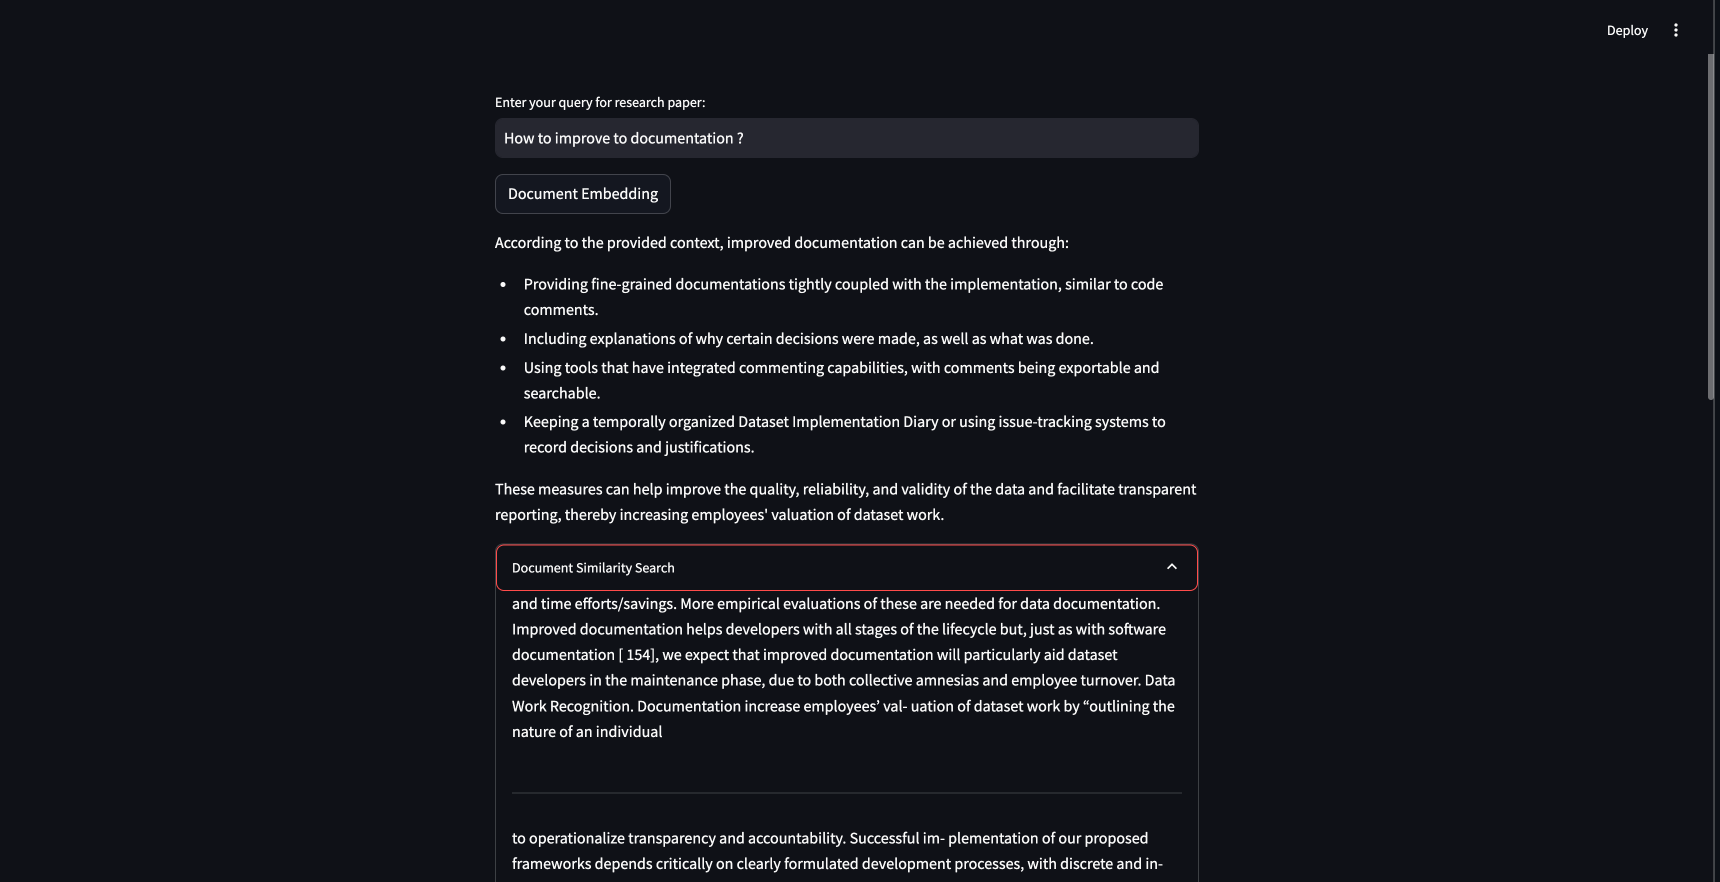 Deploy
Enter your query for research paper:
How to improve to documentation ?
Document Embedding
According to the provided context, improved documentation can be achieved through:
• Providing fine-grained documentations tightly coupled with the implementation, similar to code
comments.
• Including explanations of why certain decisions were made, as well as what was done.
• Using tools that have integrated commenting capabilities, with comments being exportable and
searchable.
• Keeping a temporally organized Dataset Implementation Diary or using issue-tracking systems to
record decisions and justifications.
These measures can help improve the quality, reliability, and validity of the data and facilitate transparent
reporting, thereby increasing employees' valuation of dataset work.
Document Similarity Search
and time efforts/savings. More empirical evaluations of these are needed for data documentation.
Improved documentation helps developers with all stages of the lifecycle but, just as with software
documentation [ 154], we expect that improved documentation will particularly aid dataset
developers in the maintenance phase, due to both collective amnesias and employee turnover. Data
Work Recognition. Documentation increase employees’ val- uation of dataset work by “outlining the
nature of an individual
to operationalize transparency and accountability. Successful im- plementation of our proposed
frameworks depends critically on clearly formulated development processes, with discrete and in-